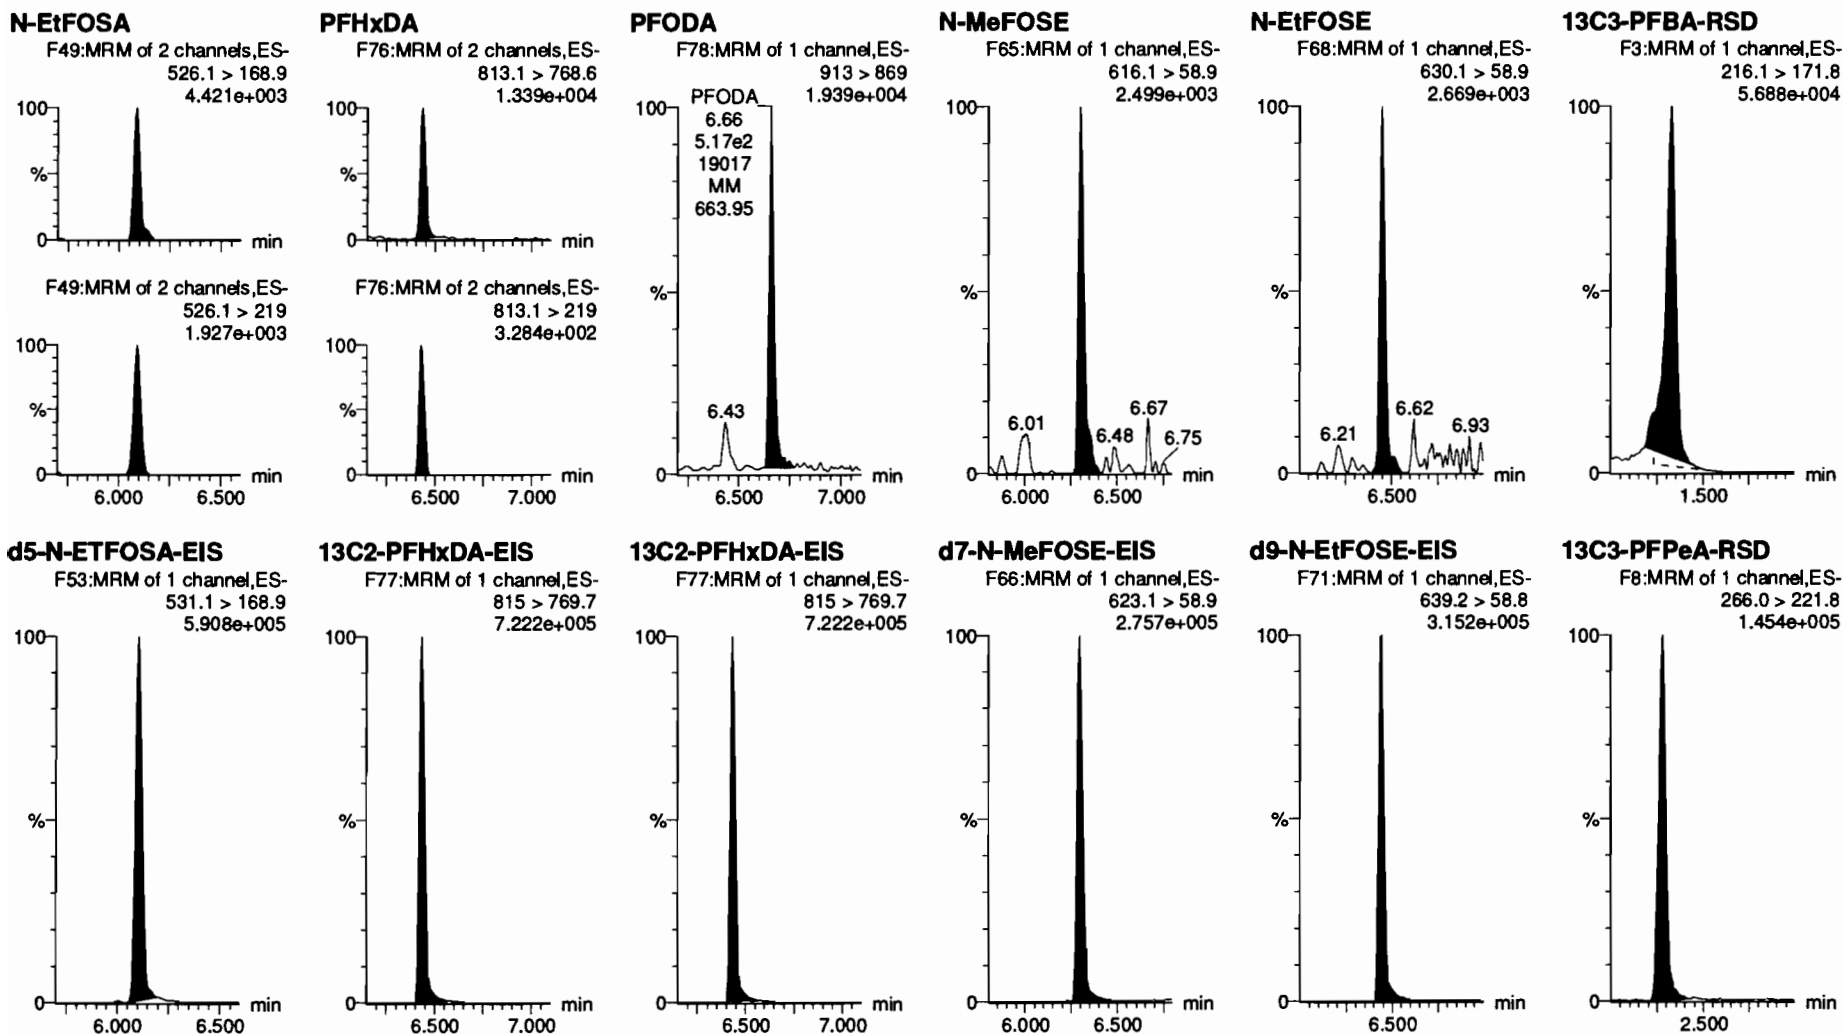 N-EtFOSA
F49:MRM of 2 channels,ES-
526.1 > 168.9
4.421e+003
100
%
0
min
F49:MRM of 2 channels,ES-
526.1 > 219
1.927e+003
100
%
0
min
6.000
6.500
PFHxDA
F76:MRM of 2 channels,ES-
813.1 > 768.6
1.339e+004
100
%
0
min
F76:MRM of 2 channels,ES-
813.1 > 219
3.284e+002
100
%
0
min
6.500
7.000
PFODA
F78:MRM of 1 channel,ES-
913 > 869
1.939e+004
100
PFODA
6.66
5.17e2
19017
MM
663.95
%
6.43
0
min
6.500
7.000
N-MeFOSE
F65:MRM of 1 channel,ES-
616.1 > 58.9
2.499e+003
100
%
6.01
6.48
6.67
6.75
0
min
6.000
6.500
N-EtFOSE
F68:MRM of 1 channel,ES-
630.1 > 58.9
2.669e+003
100
%
6.21
6.62
6.93
0
min
6.500
13C3-PFBA-RSD
F3:MRM of 1 channel,ES-
216.1 > 171.8
5.688e+004
100
%
0
min
1.500
d5-N-ETFOSA-EIS
F53:MRM of 1 channel,ES-
531.1 > 168.9
5.908e+005
100
%
0
min
6.000
6.500
13C2-PFHxDA-EIS
F77:MRM of 1 channel,ES-
815 > 769.7
7.222e+005
100
%
0
min
6.500
7.000
13C2-PFHxDA-EIS
F77:MRM of 1 channel,ES-
815 > 769.7
7.222e+005
100
%
0
min
6.500
7.000
d7-N-MeFOSE-EIS
F66:MRM of 1 channel,ES-
623.1 > 58.9
2.757e+005
100
%
0
min
6.000
6.500
d9-N-EtFOSE-EIS
F71:MRM of 1 channel,ES-
639.2 > 58.8
3.152e+005
100
%
0
min
6.500
13C3-PFPeA-RSD
F8:MRM of 1 channel,ES-
266.0 > 221.8
1.454e+005
100
%
0
min
2.500